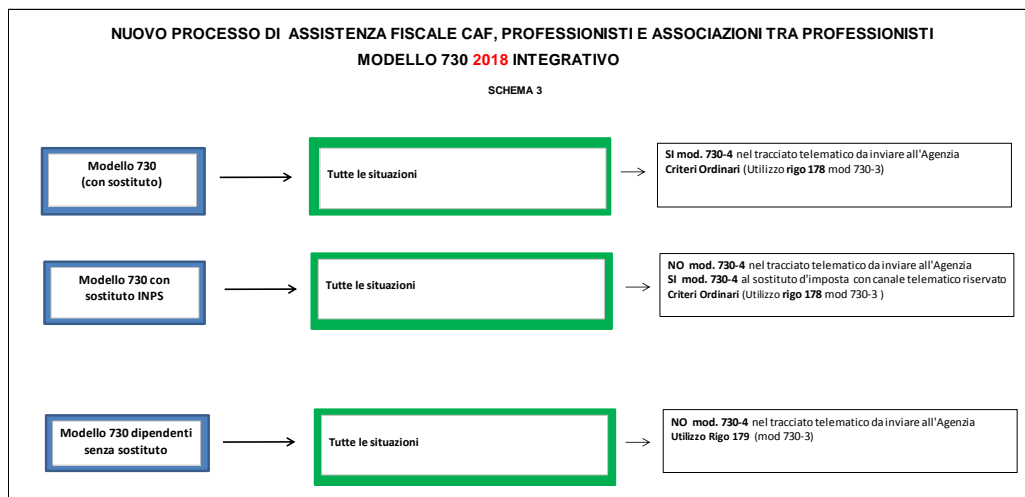 NUOVO PROCESSO DI ASSISTENZA FISCALE CAF, PROFESSIONISTI E ASSOCIAZIONI TRA PROFESSIONISTI
MODELLO 730 2018 INTEGRATIVO
SCHEMA 3
Modello 730
(con sostituto)
Tutte le situazioni
SI mod. 730-4 nel tracciato telematico da inviare all'Agenzia
Criteri Ordinari (Utilizzo rigo 178 mod 730-3)
Modello 730 con
sostituto INPS
Tutte le situazioni
NO mod. 730-4 nel tracciato telematico da inviare all'Agenzia
SI mod. 730-4 al sostituto d'imposta con canale telematico riservato
Criteri Ordinari (Utilizzo rigo 178 mod 730-3 )
Modello 730 dipendenti
senza sostituto
Tutte le situazioni
NO mod. 730-4 nel tracciato telematico da inviare all'Agenzia
Utilizzo Rigo 179 (mod 730-3)